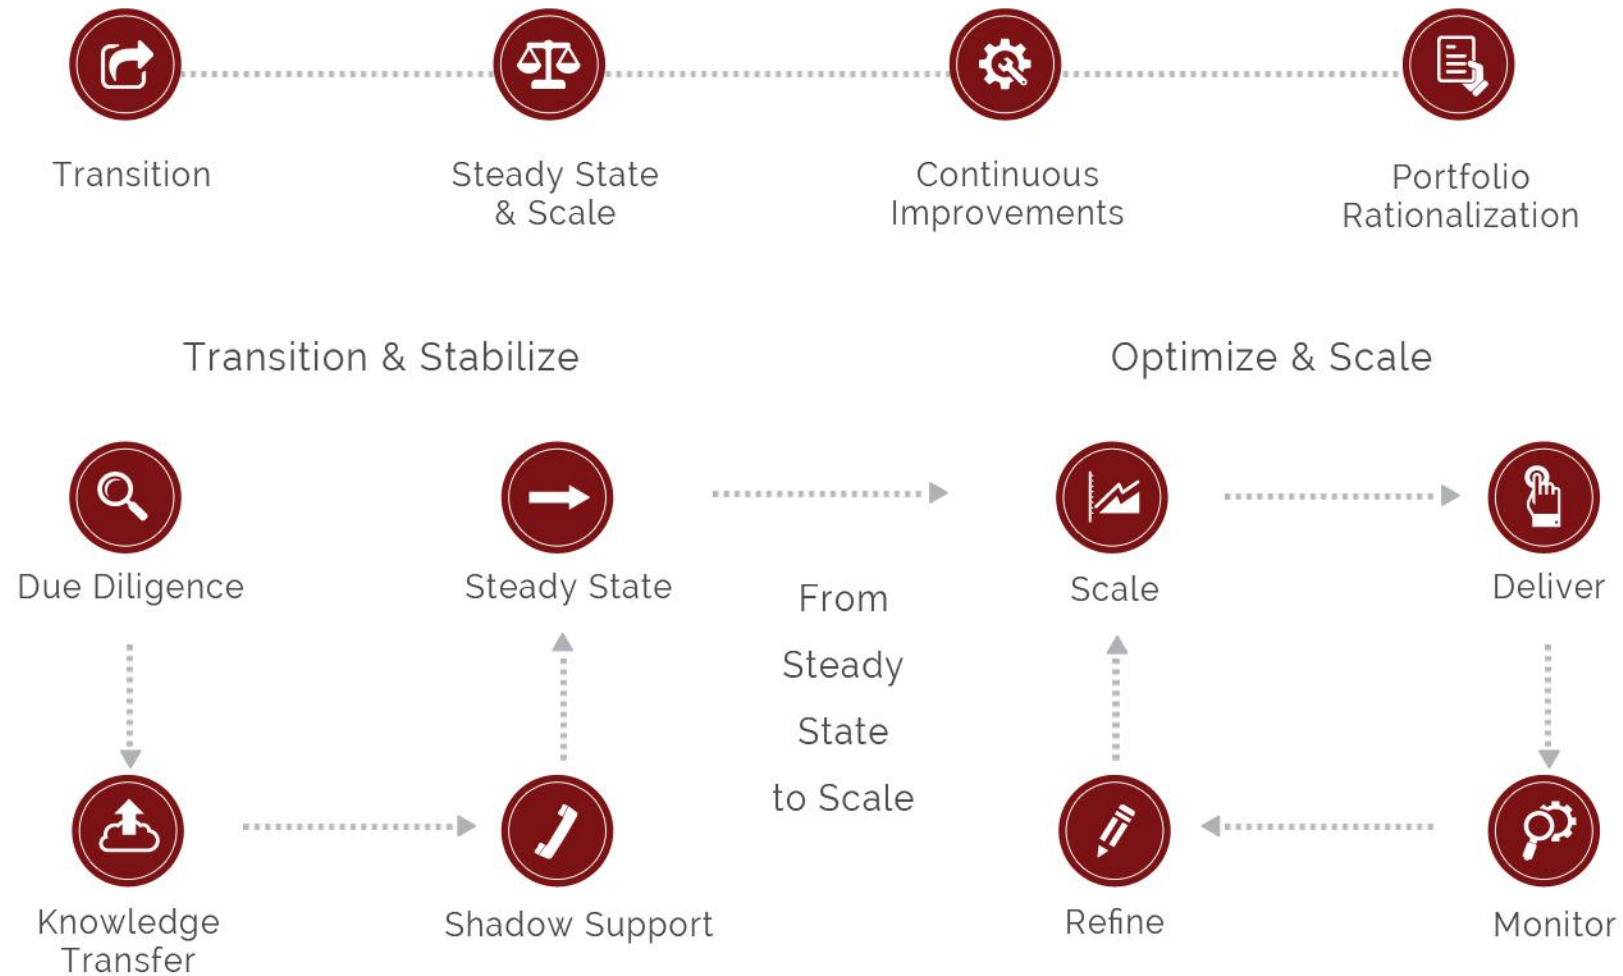 Transition
Steady State
& Scale
Continuous
Improvements
Portfolio
Rationalization
Transition & Stabilize
Optimize & Scale
Due Diligence
Steady State
From
Steady
State
to Scale
Scale
Deliver
Knowledge
Transfer
Shadow Support
Refine
Monitor